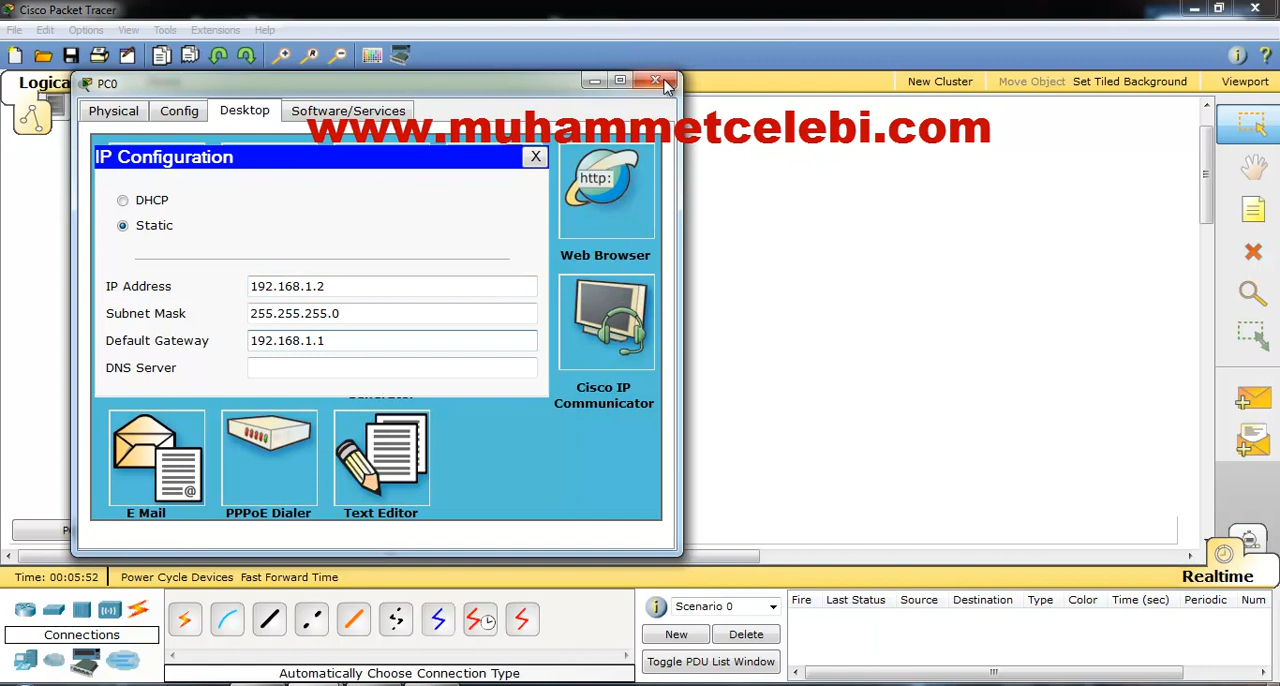 Cisco Packet Tracer
File Edit Options View Tools Extensions Help
Logica
New Cluster Move Object Set Tiled Background Viewport
PC0
Physical Config Desktop Software/Services
www.muhammetcelebi.com
IP Configuration X
http:
DHCP
Static
Web Browser
IP Address 192.168.1.2
Subnet Mask 255.255.255.0
Default Gateway 192.168.1.1
DNS Server
Cisco IP
Communicator
@
E Mail PPPoE Dialer Text Editor
Time: 00:05:52 Power Cycle Devices Fast Forward Time
Realtime
Connections
Automatically Choose Connection Type
Scenario 0
New Delete
Toggle PDU List Window
Fire Last Status Source Destination Type Color Time (sec) Periodic Num